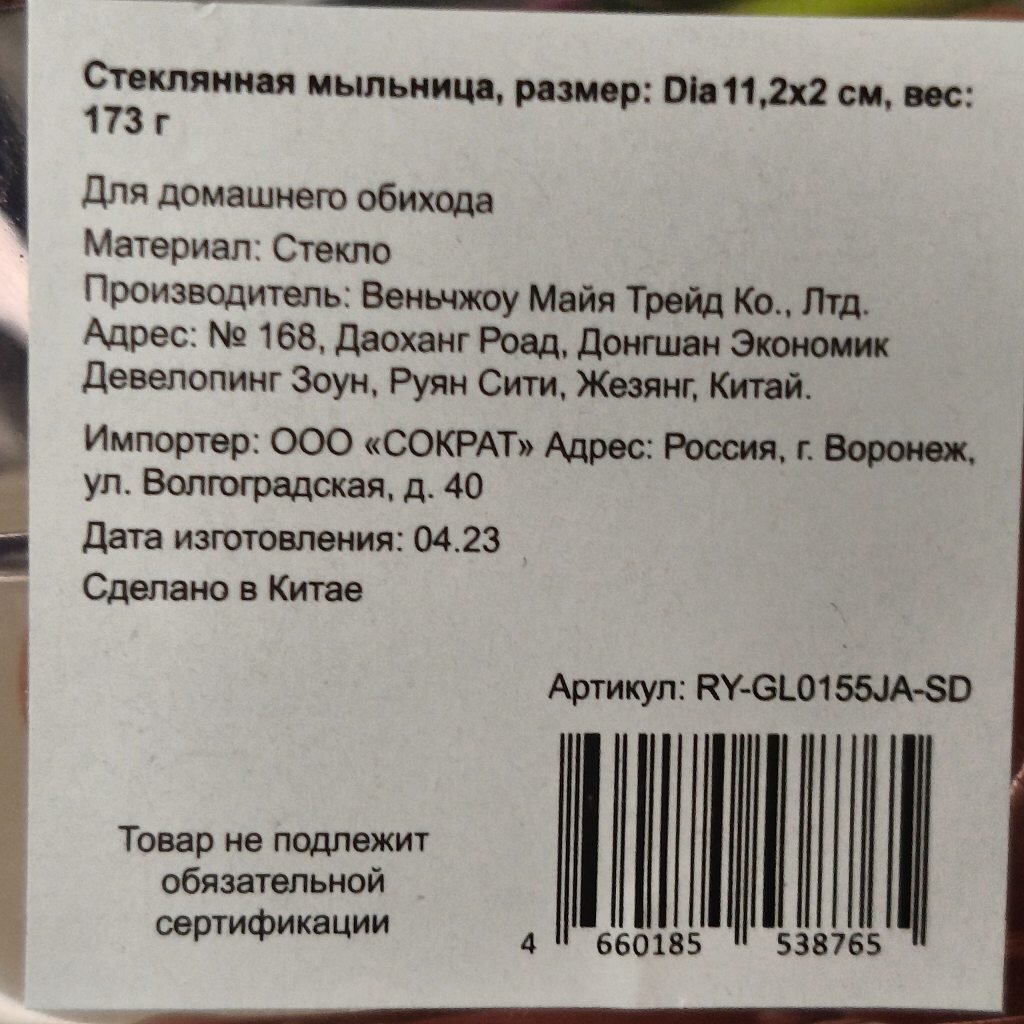 Стеклянная мыльница, размер: Dia 11,2x2 см, вес:
173 г
Для домашнего обихода
Материал: Стекло
Производитель: Веньчжоу Майя Трейд Ко., Лтд.
Адрес: № 168, Даоханг Роад, Донгшан Экономик
Девелопинг Зоун, Руян Сити, Жезянг, Китай.
Импортер: ООО «СОКРАТ» Адрес: Россия, г. Воронеж,
ул. Волгоградская, д. 40
Дата изготовления: 04.23
Сделано в Китае
Артикул: RY-GL0155JA-SD
Товар не подлежит
обязательной
сертификации
4 660185 538765